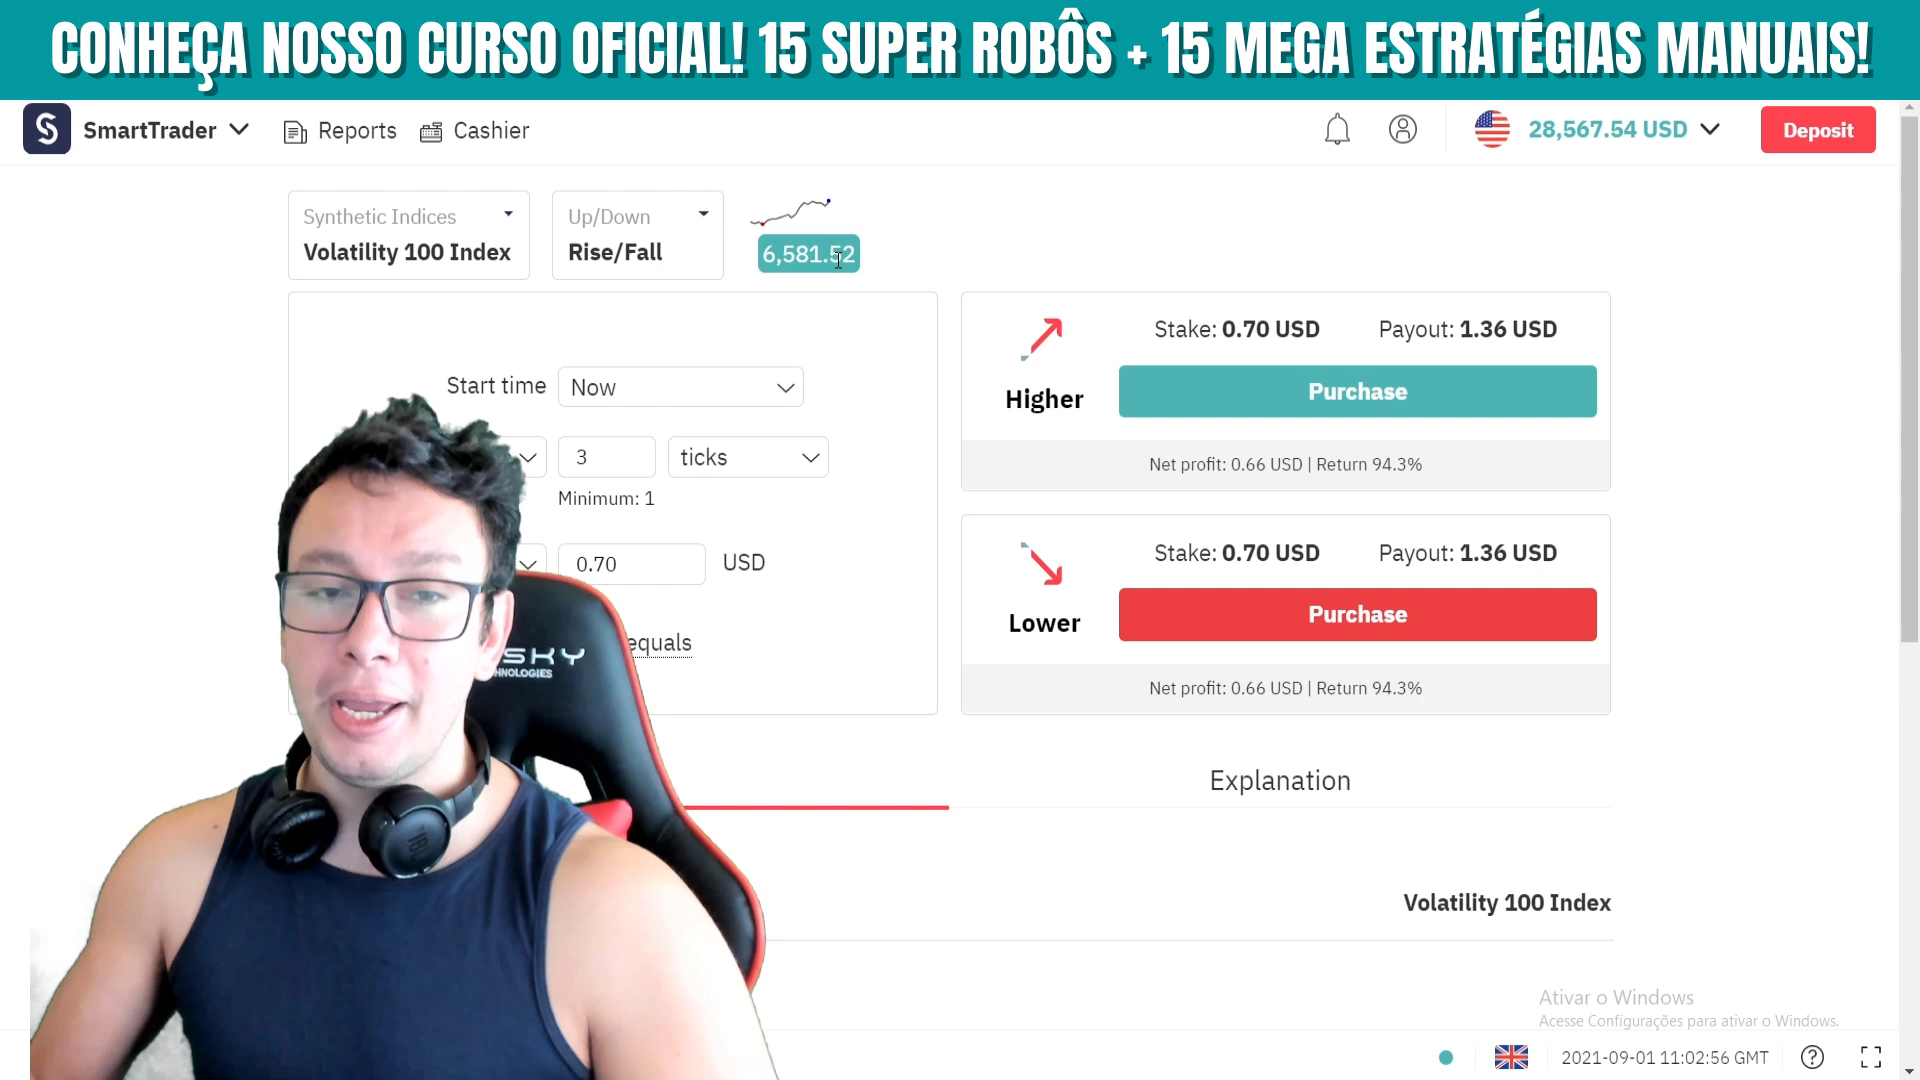 CONHEÇA NOSSO CURSO OFICIAL! 15 SUPER ROBÔS + 15 MEGA ESTRATÉGIAS MANUAIS!
SmartTrader
Reports
Cashier
28,567.54 USD
Deposit
Synthetic Indices
Volatility 100 Index
Up/Down
Rise/Fall
6,581.52
Start time
Now
3
ticks
Minimum: 1
0.70
USD
equals
Higher
Stake: 0.70 USD
Payout: 1.36 USD
Purchase
Net profit: 0.66 USD | Return 94.3%
Lower
Stake: 0.70 USD
Payout: 1.36 USD
Purchase
Net profit: 0.66 USD | Return 94.3%
Explanation
Volatility 100 Index
Ativar o Windows
Acesse Configurações para ativar o Windows.
2021-09-01 11:02:56 GMT